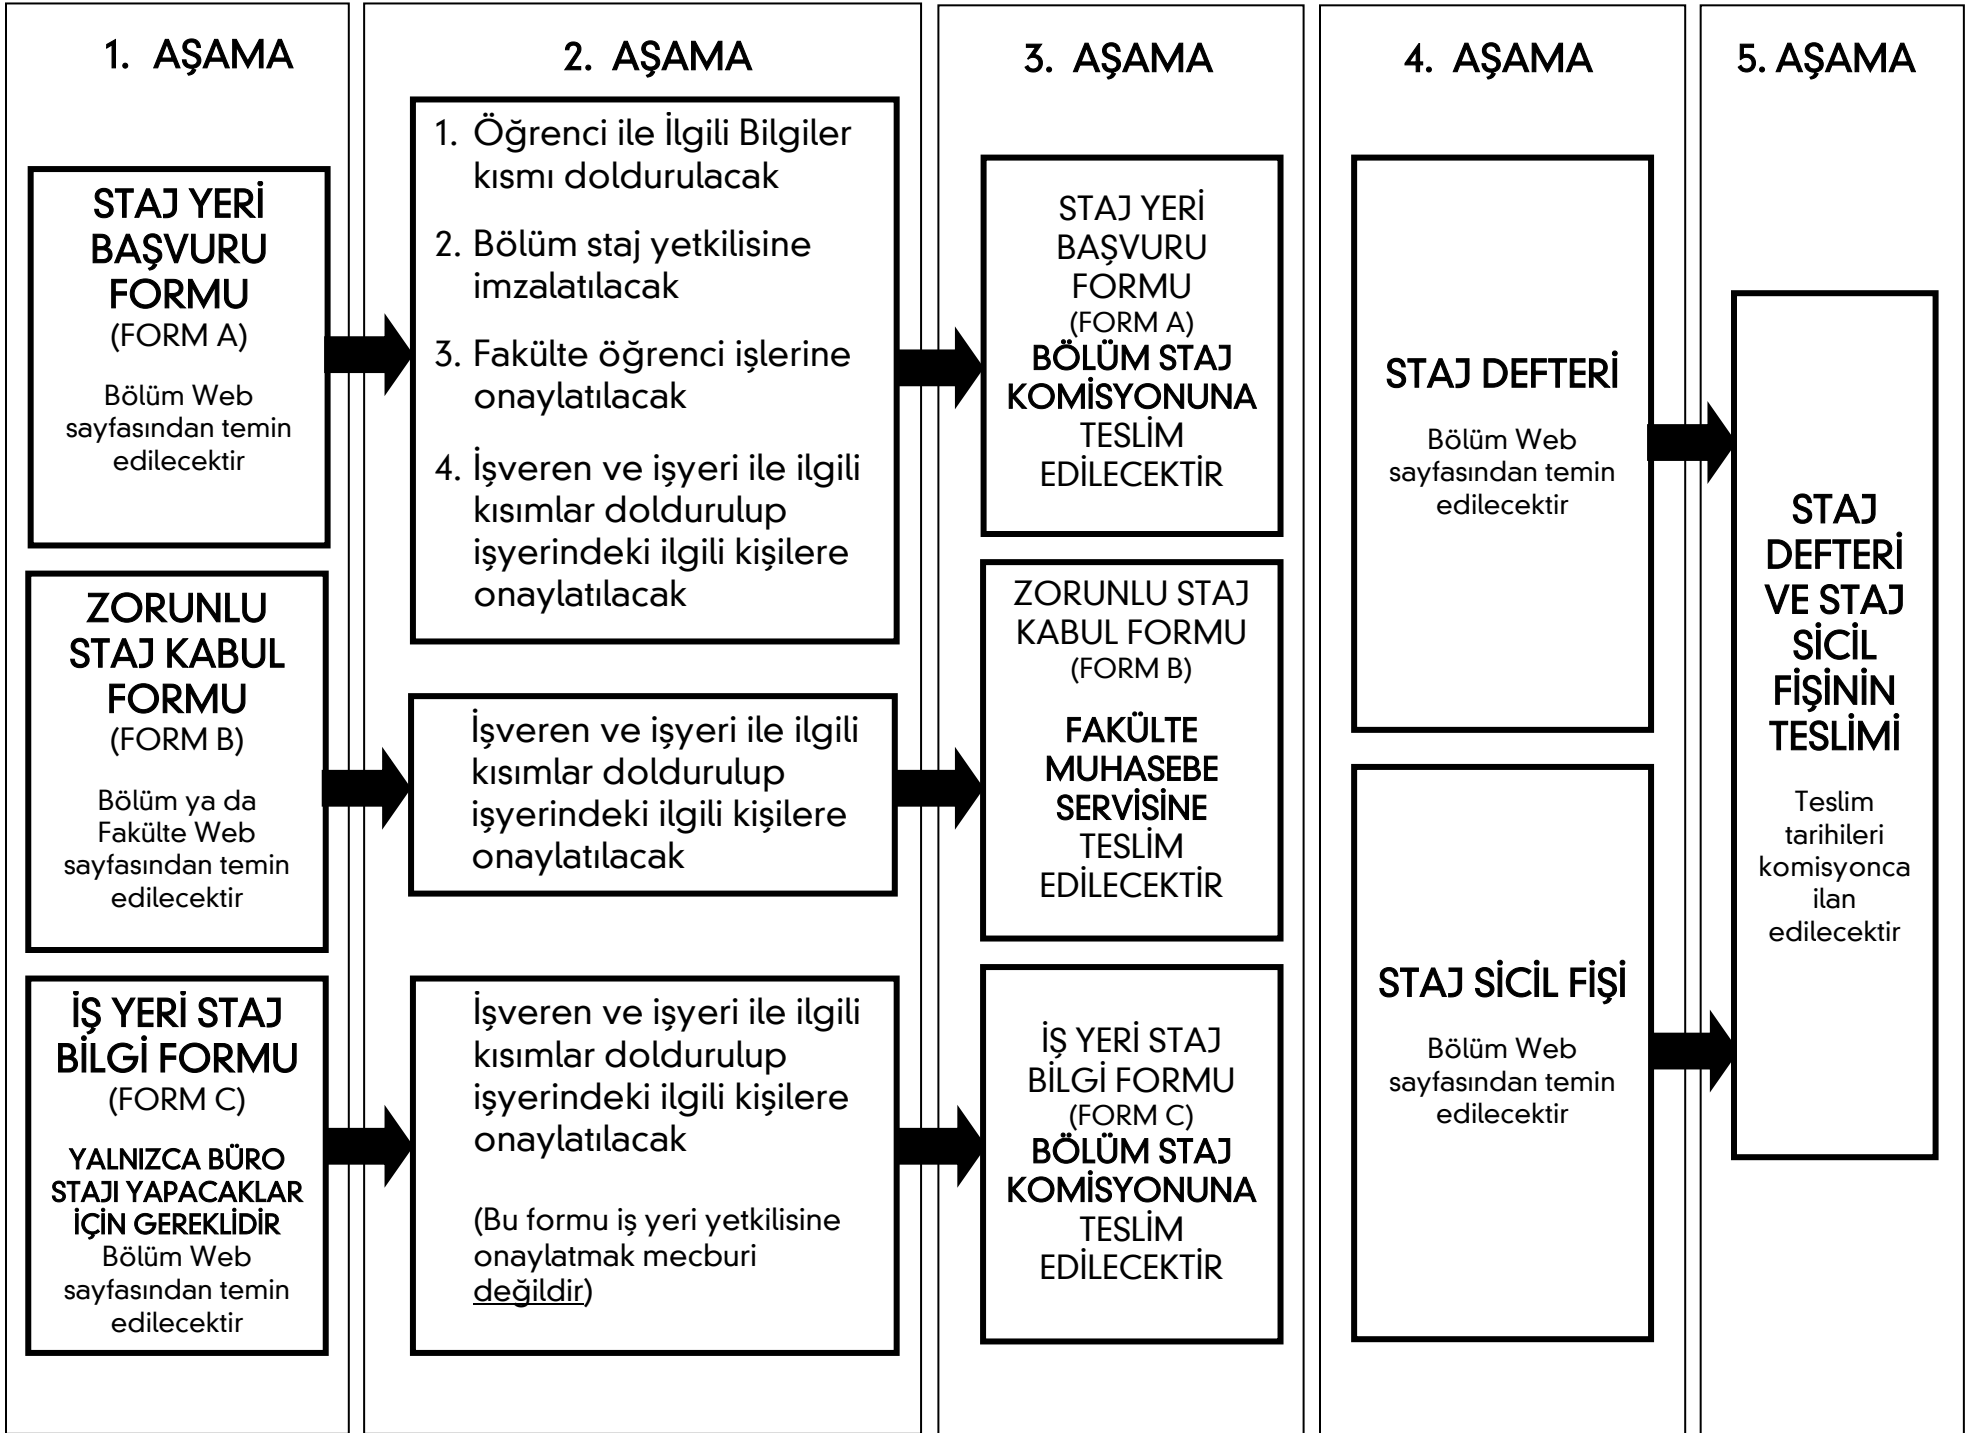 1. AŞAMA
STAJ YERİ
BAŞVURU
FORMU
(FORM A)
Bölüm Web
sayfasından temin
edilecektir
ZORUNLU
STAJ KABUL
FORMU
(FORM B)
Bölüm ya da
Fakülte Web
sayfasından temin
edilecektir
İŞ YERİ STAJ
BİLGİ FORMU
(FORM C)
YALNIZCA BÜRO
STAJI YAPACAKLAR
İÇİN GEREKLİDİR
Bölüm Web
sayfasından temin
edilecektir
2. AŞAMA
1. Öğrenci ile İlgili Bilgiler
kısmı doldurulacak
2. Bölüm staj yetkilisine
imzalatılacak
3. Fakülte öğrenci işlerine
onaylatılacak
4. İşveren ve işyeri ile ilgili
kısımlar doldurulup
işyerindeki ilgili kişilere
onaylatılacak
İşveren ve işyeri ile ilgili
kısımlar doldurulup
işyerindeki ilgili kişilere
onaylatılacak
İşveren ve işyeri ile ilgili
kısımlar doldurulup
işyerindeki ilgili kişilere
onaylatılacak
(Bu formu iş yeri yetkilisine
onaylatmak mecburi
değildir)
3. AŞAMA
STAJ YERİ
BAŞVURU
FORMU
(FORM A)
BÖLÜM STAJ
KOMİSYONUNA
TESLİM
EDİLECEKTİR
ZORUNLU STAJ
KABUL FORMU
(FORM B)
FAKÜLTE
MUHASEBE
SERVİSİNE
TESLİM
EDİLECEKTİR
İŞ YERİ STAJ
BİLGİ FORMU
(FORM C)
BÖLÜM STAJ
KOMİSYONUNA
TESLİM
EDİLECEKTİR
4. AŞAMA
STAJ DEFTERİ
Bölüm Web
sayfasından temin
edilecektir
STAJ SİCİL FİŞİ
Bölüm Web
sayfasından temin
edilecektir
5. AŞAMA
STAJ
DEFTERİ
VE STAJ
SİCİL
FİŞİNİN
TESLİMİ
Teslim
tarihileri
komisyonca
ilan
edilecektir